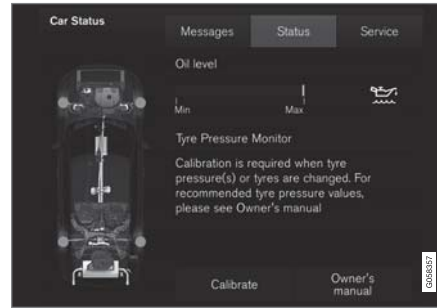 Car Status
Messages
Status
Service
Oil level
Min
Max
Tyre Pressure Monitor
Calibration is required when tyre
pressure(s) or tyres are changed. For
recommended tyre pressure values,
please see Owner's manual
Calibrate
Owner's
manual
G058357